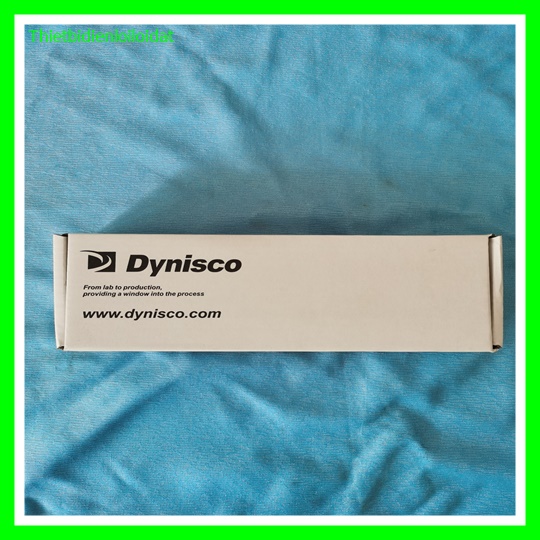 Dynisco
From lab to production,
providing a window into the process
www.dynisco.com